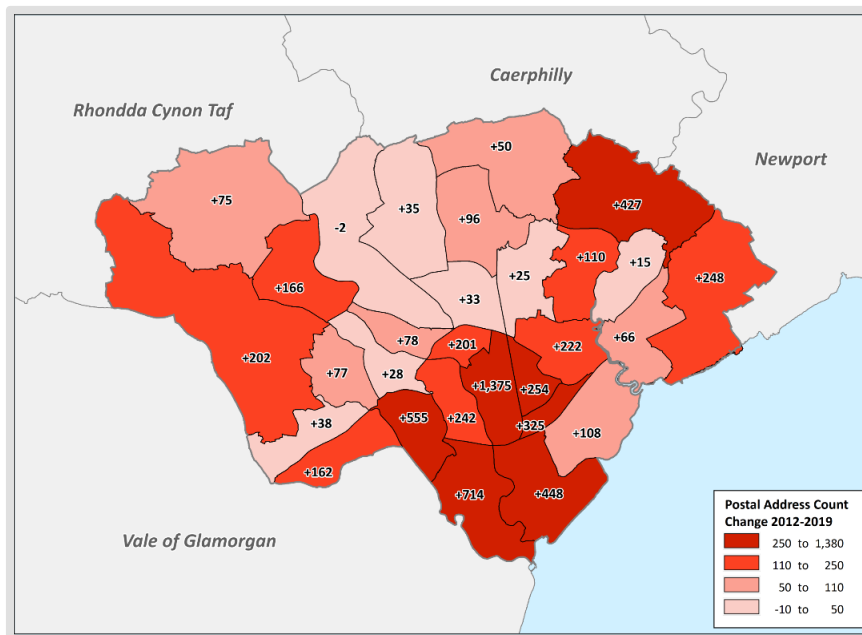 Caerphilly
Rhondda Cynon Taf
+50
Newport
+75
+427
+35
-2
+96
+110
+15
+25
+248
+166
+33
+66
+78
+201
+222
+202
+77
+28
+1,375
+254
+555
+242
+38
+325
+108
+162
+714
+448
Vale of Glamorgan
Postal Address Count
Change 2012-2019
250 to 1,380
110 to 250
50 to 110
-10 to 50